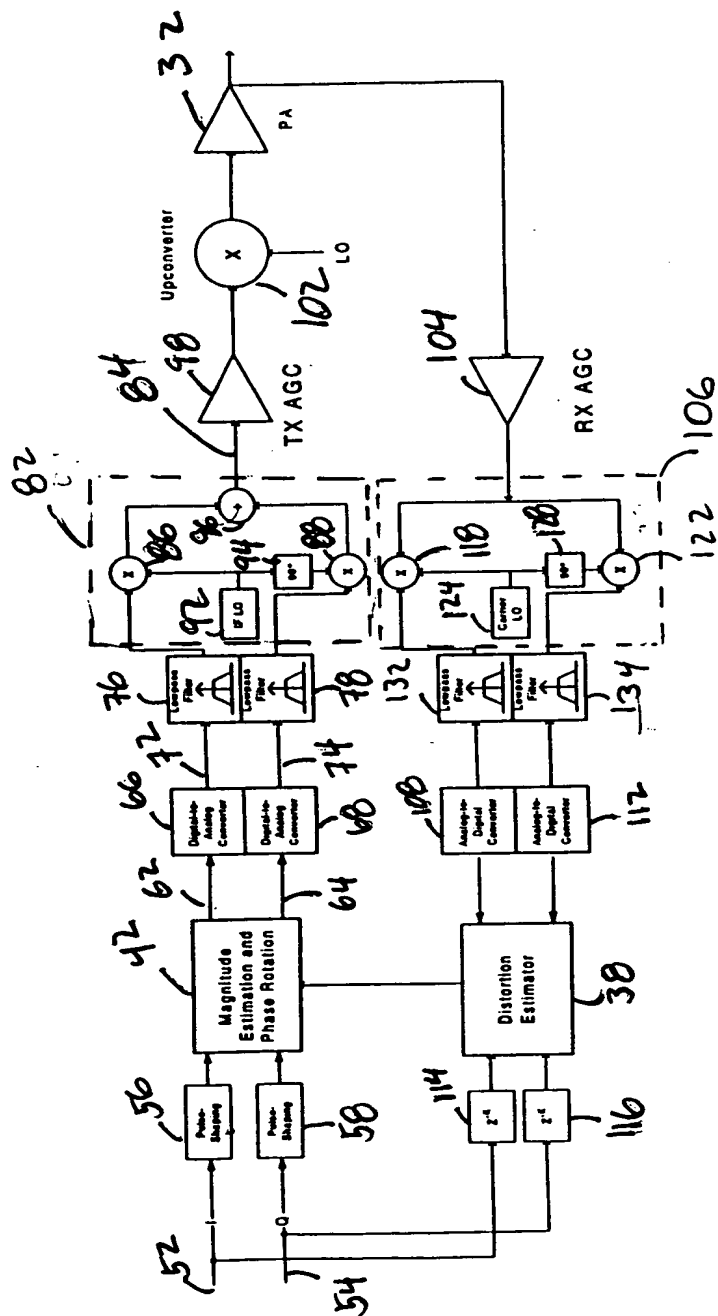 52
I
54
Q
56
Pulse-
Shaping
58
Pulse-
Shaping
42
Magnitude
Estimation and
Phase Rotation
62
64
66
Digital-to-
Analog
Converter
Digital-to-
Analog
Converter
68
72
74
76
Lowpass
Filter
Lowpass
Filter
78
82
86
X
92
IF LO
94
90°
88
X
96
84
98
TX AGC
Upconverter
X
102
LO
32
PA
114
116
Distortion
Estimator
38
108
Analog-to-
Digital
Converter
Analog-to-
Digital
Converter
112
132
Lowpass
Filter
Lowpass
Filter
134
118
X
124
LO
128
90°
X
122
106
104
RX AGC